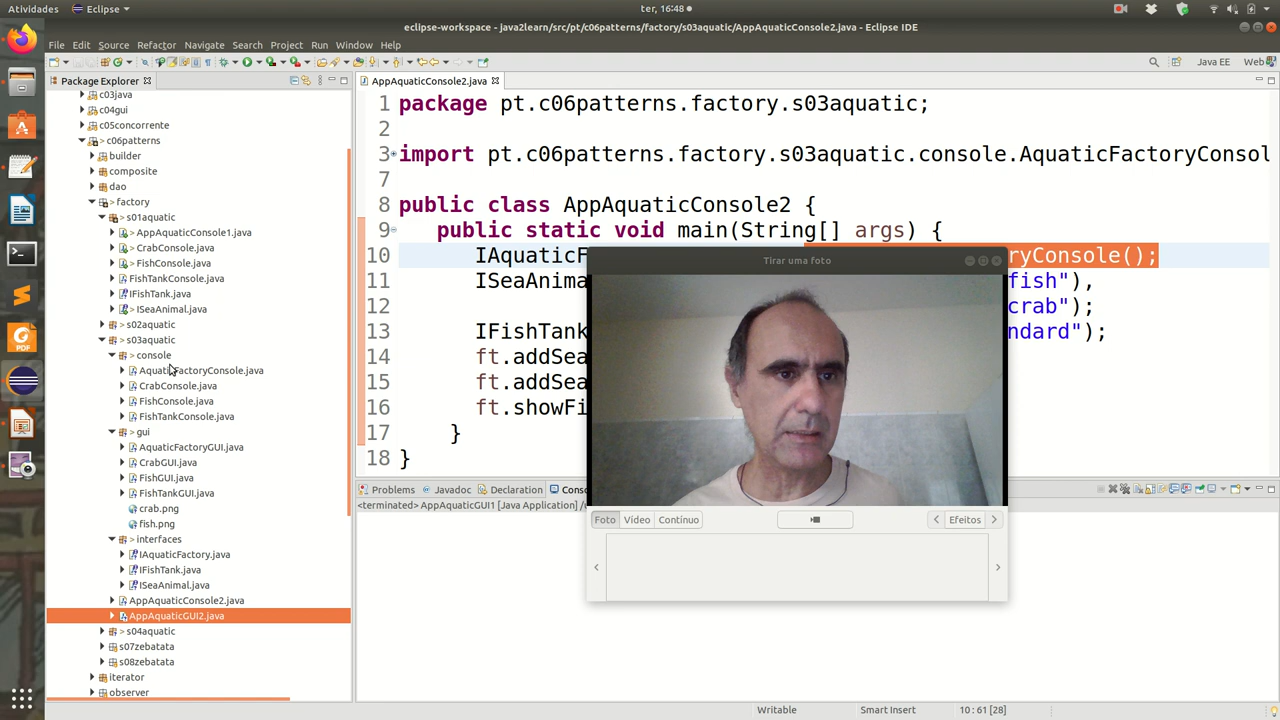 Atividades
Eclipse
ter, 16:48
eclipse-workspace - java2learn/src/pt/c06patterns/factory/s03aquatic/AppAquaticConsole2.java - Eclipse IDE
File Edit Source Refactor Navigate Search Project Run Window Help
Java EE
Web
Package Explorer
c03java
c04gui
c05concorrente
> c06patterns
builder
composite
dao
> factory
> s01aquatic
> AppAquaticConsole1.java
> CrabConsole.java
> FishConsole.java
FishTankConsole.java
IFishTank.java
> ISeaAnimal.java
> s02aquatic
> s03aquatic
> console
AquaticFactoryConsole.java
CrabConsole.java
FishConsole.java
FishTankConsole.java
> gui
AquaticFactoryGUI.java
CrabGUI.java
FishGUI.java
FishTankGUI.java
crab.png
fish.png
> interfaces
IAquaticFactory.java
IFishTank.java
ISeaAnimal.java
AppAquaticConsole2.java
AppAquaticGUI2.java
> s04aquatic
s07zebatata
s08zebatata
iterator
observer
AppAquaticConsole2.java
1 package pt.c06patterns.factory.s03aquatic;
2
3 import pt.c06patterns.factory.s03aquatic.console.AquaticFactoryConsol
7
8 public class AppAquaticConsole2 {
9 public static void main(String[] args) {
10 IAquaticF ryConsole();
11 ISeaAnima fish"),
12 crab");
13 IFishTank ndard");
14 ft.addSea
15 ft.addSea
16 ft.showFi
17 }
18 }
Tirar uma foto
Foto Vídeo Contínuo
Efeitos
Problems Javadoc Declaration Conso
<terminated> AppAquaticGUI1 [Java Application] /u
Writable
Smart Insert
10 : 61 [28]
PDF